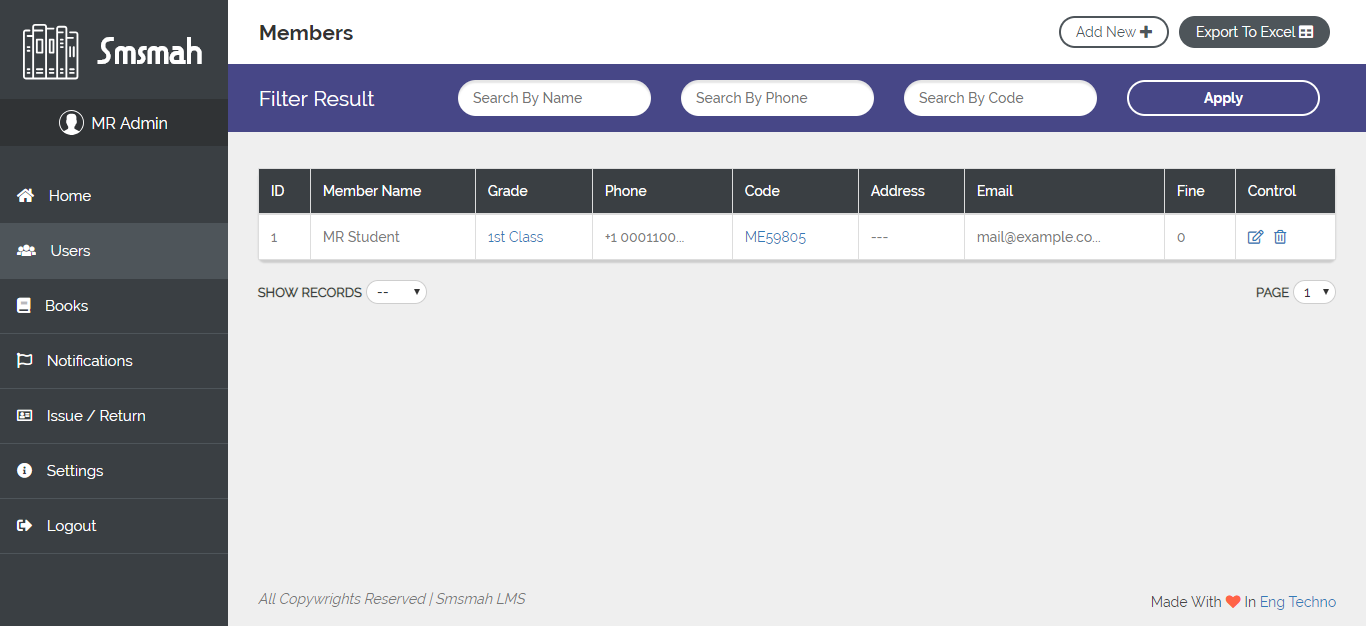 Smsmah
MR Admin
Home
Users
Books
Notifications
Issue / Return
Settings
Logout
Members
Add New
Export To Excel
Filter Result
Search By Name
Search By Phone
Search By Code
Apply
ID Member Name Grade Phone Code Address Email Fine Control
1 MR Student 1st Class +1 0001100... ME59805 --- mail@example.co... 0
SHOW RECORDS --
PAGE 1
All Copywrights Reserved | Smsmah LMS
Made With In Eng Techno